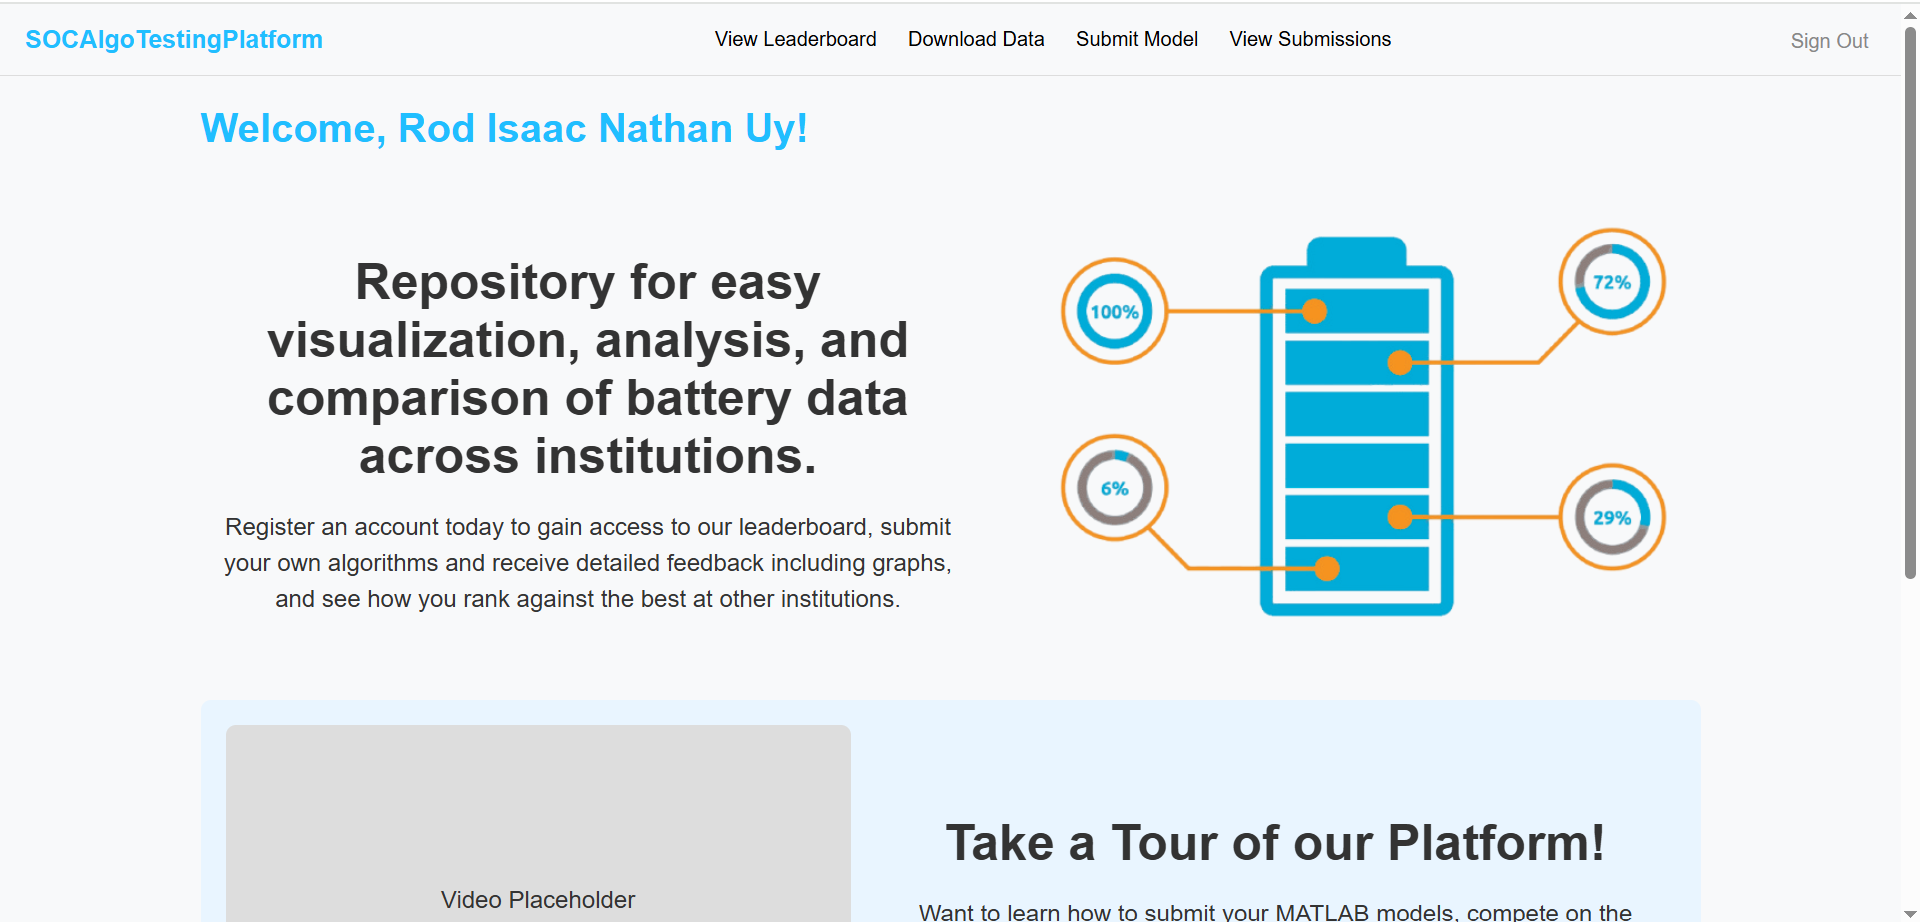 SOCAlgoTestingPlatform
View Leaderboard
Download Data
Submit Model
View Submissions
Sign Out
Welcome, Rod Isaac Nathan Uy!
Repository for easy
visualization, analysis, and
comparison of battery data
across institutions.
Register an account today to gain access to our leaderboard, submit
your own algorithms and receive detailed feedback including graphs,
and see how you rank against the best at other institutions.
100%
72%
6%
29%
Video Placeholder
Take a Tour of our Platform!
Want to learn how to submit your MATLAB models, compete on the